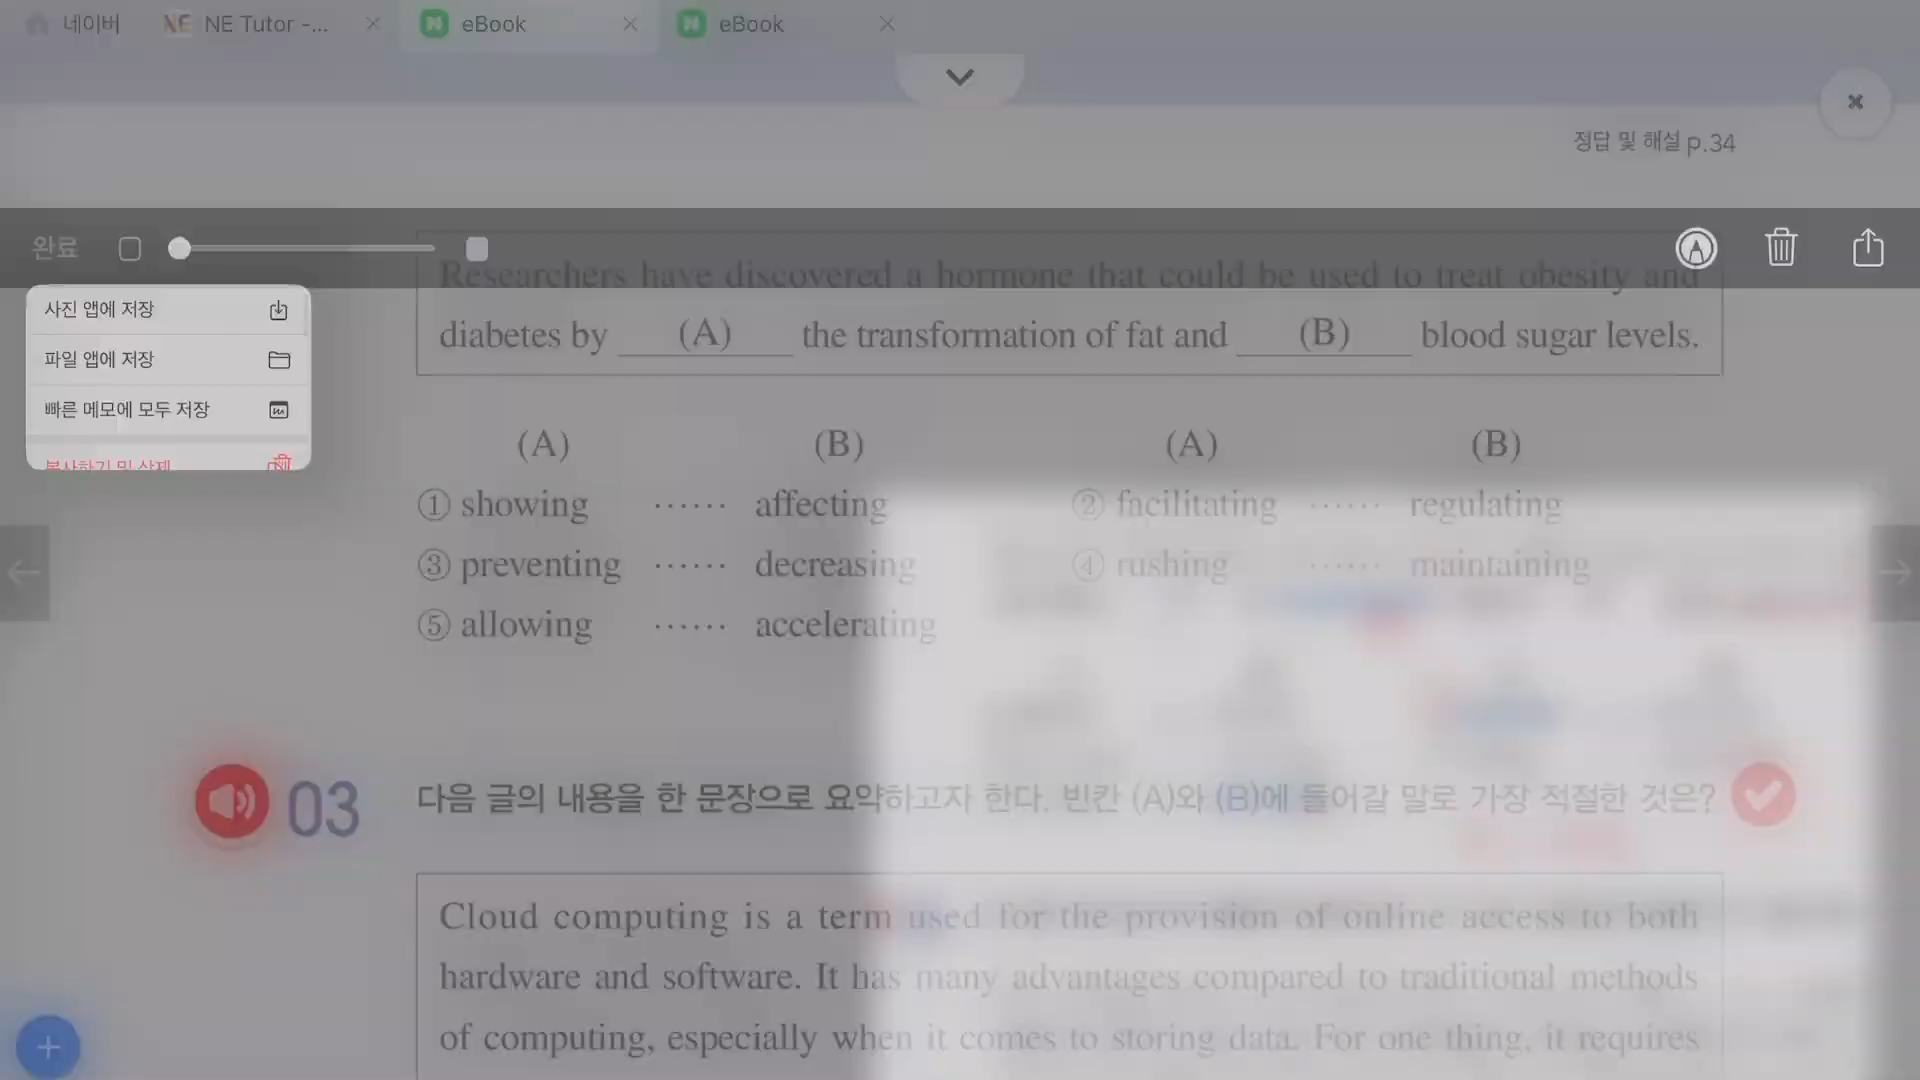 네이버
NE Tutor -...
eBook
eBook
정답 및 해설 p.34
완료
사진 앱에 저장
파일 앱에 저장
빠른 메모에 모두 저장
복사하기 및 삭제
Researchers have discovered a hormone that could be used to treat obesity and
diabetes by (A) the transformation of fat and (B) blood sugar levels.
(A) (B) (A) (B)
① showing ······ affecting ② facilitating ······ regulating
③ preventing ······ decreasing ④ rushing ······ maintaining
⑤ allowing ······ accelerating
03 다음 글의 내용을 한 문장으로 요약하고자 한다. 빈칸 (A)와 (B)에 들어갈 말로 가장 적절한 것은?
Cloud computing is a term used for the provision of online access to both
hardware and software. It has many advantages compared to traditional methods
of computing, especially when it comes to storing data. For one thing, it requires